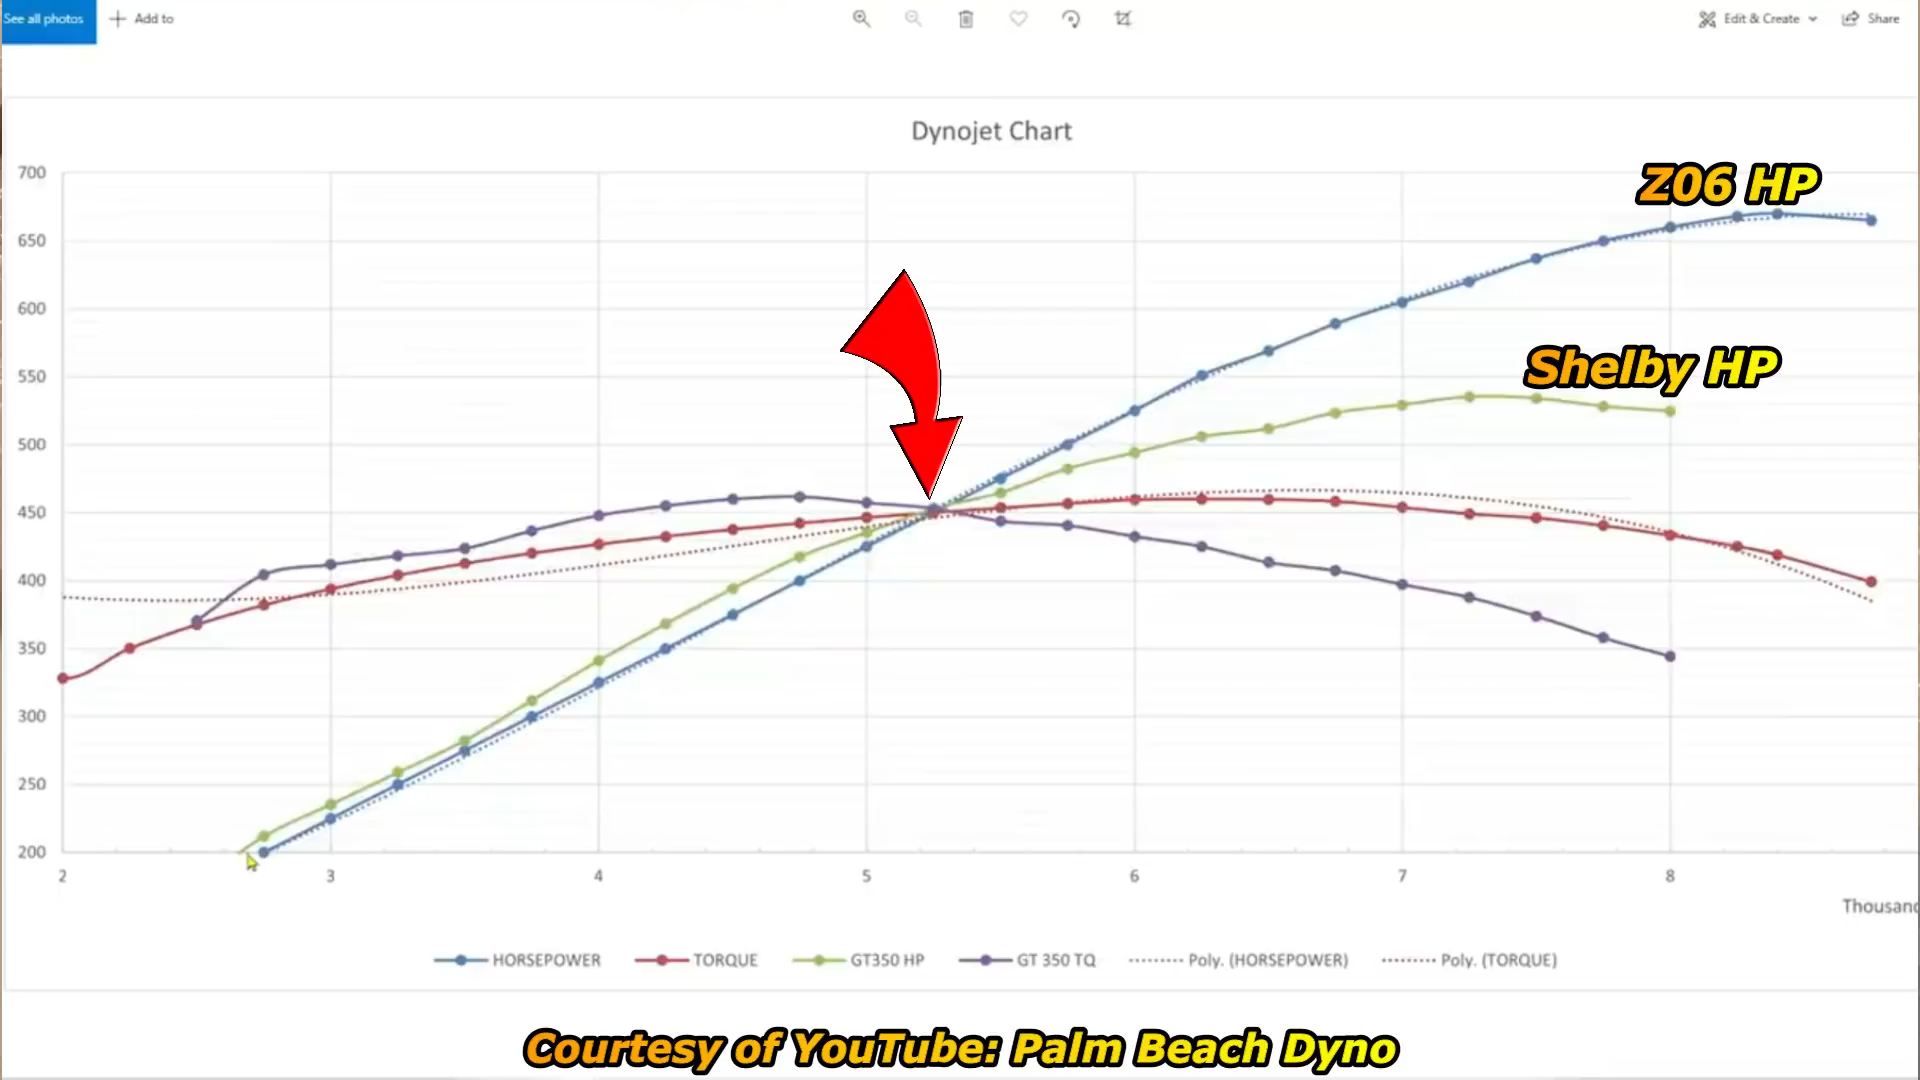 See all photos
Add to
Edit & Create
Share
Dynojet Chart
700
650
600
550
500
450
400
350
300
250
200
2 3 4 5 6 7 8
Thousand
Z06 HP
Shelby HP
HORSEPOWER TORQUE GT350 HP GT 350 TQ Poly. (HORSEPOWER) Poly. (TORQUE)
Courtesy of YouTube: Palm Beach Dyno